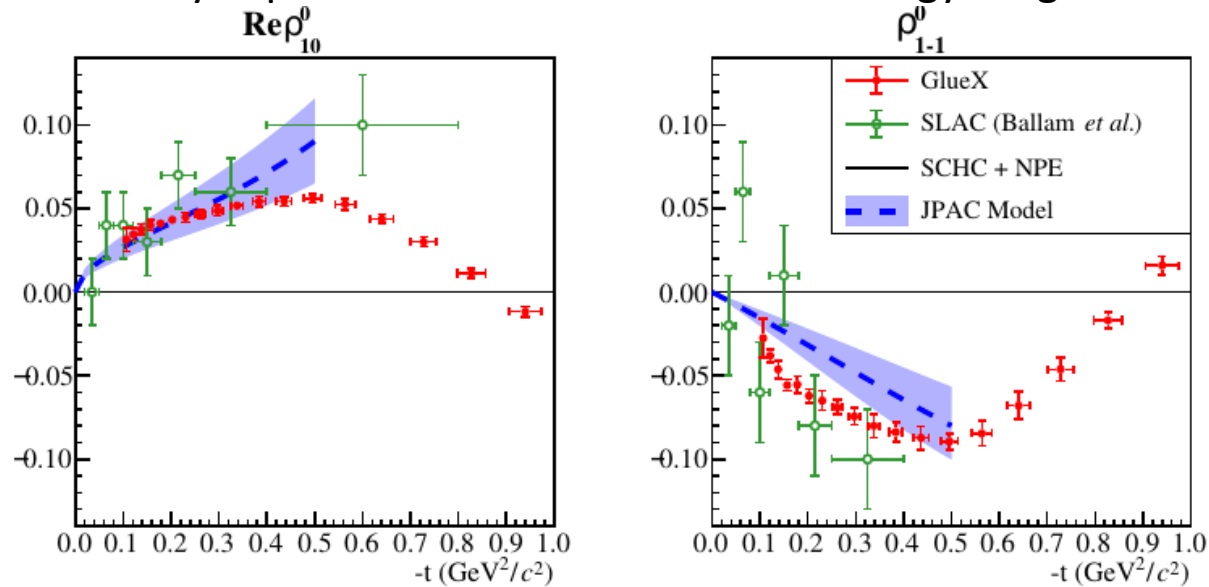 Reρ⁰₁₀
0.10
0.05
0.00
−0.05
−0.10
0.0 0.1 0.2 0.3 0.4 0.5 0.6 0.7 0.8 0.9 1.0
-t (GeV²/c²)
ρ⁰₁₋₁
GlueX
SLAC (Ballam et al.)
SCHC + NPE
JPAC Model
0.10
0.05
0.00
−0.05
−0.10
0.0 0.1 0.2 0.3 0.4 0.5 0.6 0.7 0.8 0.9 1.0
-t (GeV²/c²)